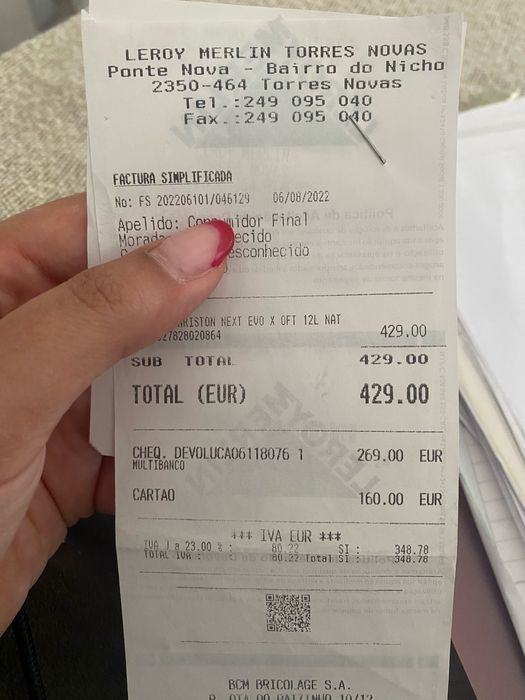 LEROY MERLIN TORRES NOVAS
Ponte Nova - Bairro do Nicho
2350-464 Torres Novas
Tel.:249 095 040
Fax.:249 095 040
FACTURA SIMPLIFICADA
No: FS 202206101/046129 06/08/2022
Apelido: Final
NEXT EVO X OFT 12L NAT
429.00
SUB TOTAL 429.00
TOTAL (EUR) 429.00
CHEQ. DEVOLUCAO6118076 1 269.00 EUR
MULTIBANCO
CARTAO 160.00 EUR
*** IVA EUR ***
IVA J a 23.00 % : 80.22 SI : 348.78
TOTAL IVA : 80.22 Total SI : 348.78
BCM BRICOLAGE S.A.